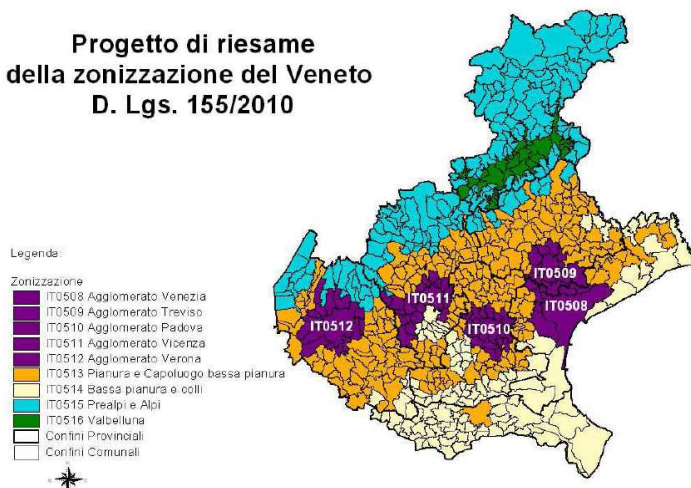 Progetto di riesame
della zonizzazione del Veneto
D. Lgs. 155/2010
Legenda:
Zonizzazione
IT0508 Agglomerato Venezia
IT0509 Agglomerato Treviso
IT0510 Agglomerato Padova
IT0511 Agglomerato Vicenza
IT0512 Agglomerato Verona
IT0513 Pianura e Capoluogo bassa pianura
IT0514 Bassa pianura e colli
IT0515 Prealpi e Alpi
IT0516 Valbelluna
Confini Provinciali
Confini Comunali
IT0509
IT0511
IT0508
IT0512
IT0510